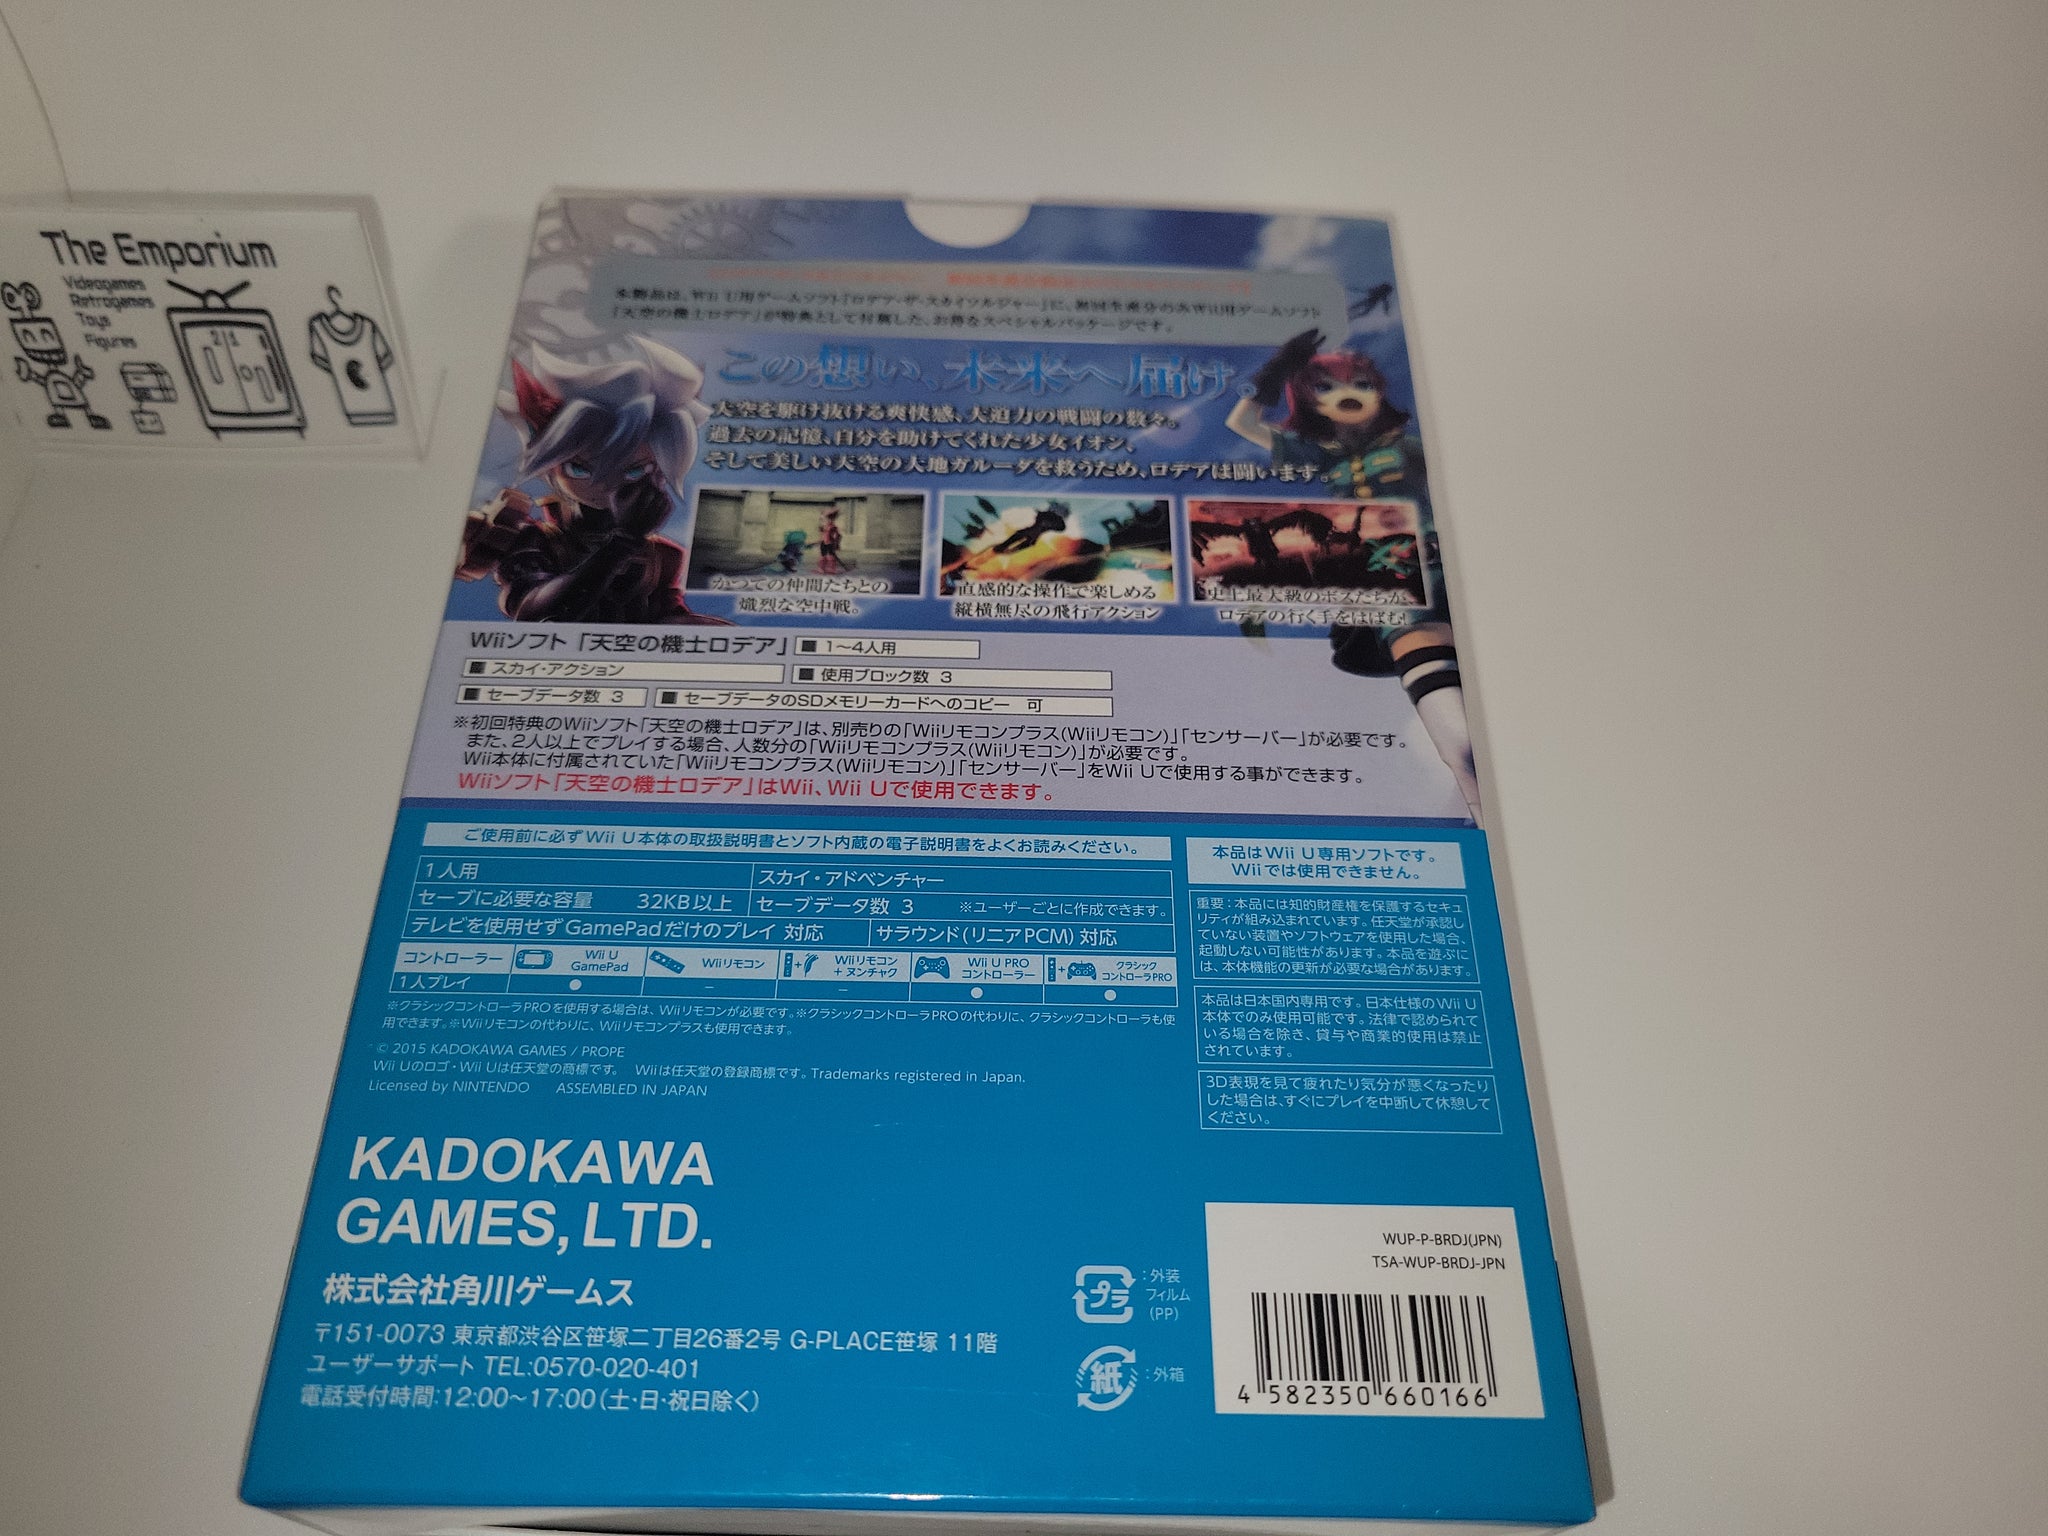 The Emporium
Videogames
Retrogames
Toys
Figures
本商品は、Wii U用ゲームソフト「ロデア・ザ・スカイソルジャー」に、初回生産分のみWii用ゲームソフト
「天空の機士ロデア」が特典として付属した、お得なスペシャルパッケージです。
この想い、未来へ届け。
大空を駆け抜ける爽快感、大迫力の戦闘の数々。
過去の記憶、自分を助けてくれた少女イオン、
そして美しい天空の大地ガルーダを救うため、ロデアは闘います。
かつての仲間たちとの
熾烈な空中戦。
直感的な操作で楽しめる
縦横無尽の飛行アクション
史上最大級のボスたちが、
ロデアの行く手をはばむ!
Wiiソフト「天空の機士ロデア」 ■ 1〜4人用
■ スカイ・アクション ■ 使用ブロック数 3
■ セーブデータ数 3 ■ セーブデータのSDメモリーカードへのコピー 可
※初回特典のWiiソフト「天空の機士ロデア」は、別売りの「Wiiリモコンプラス(Wiiリモコン)」「センサーバー」が必要です。
また、2人以上でプレイする場合、人数分の「Wiiリモコンプラス(Wiiリモコン)」が必要です。
Wii本体に付属されていた「Wiiリモコンプラス(Wiiリモコン)」「センサーバー」をWii Uで使用する事ができます。
Wiiソフト「天空の機士ロデア」はWii、Wii Uで使用できます。
ご使用前に必ずWii U本体の取扱説明書とソフト内蔵の電子説明書をよくお読みください。
1人用 スカイ・アドベンチャー
セーブに必要な容量 32KB以上 セーブデータ数 3 ※ユーザーごとに作成できます。
テレビを使用せずGamePadだけのプレイ 対応 サラウンド(リニアPCM)対応
コントローラー Wii U GamePad Wiiリモコン Wiiリモコン+ヌンチャク Wii U PROコントローラー クラシックコントローラPRO
1人プレイ ● − − ● ●
※クラシックコントローラPROを使用する場合は、Wiiリモコンが必要です。※クラシックコントローラPROの代わりに、クラシックコントローラも使
用できます。※Wiiリモコンの代わりに、Wiiリモコンプラスも使用できます。
© 2015 KADOKAWA GAMES / PROPE
Wii Uのロゴ・Wii Uは任天堂の商標です。 Wiiは任天堂の登録商標です。Trademarks registered in Japan.
Licensed by NINTENDO ASSEMBLED IN JAPAN
本品はWii U専用ソフトです。
Wiiでは使用できません。
重要:本品には知的財産権を保護するセキュ
リティが組み込まれています。任天堂が承認し
ていない装置やソフトウェアを使用した場合、
起動しない可能性があります。本品を遊ぶに
は、本体機能の更新が必要な場合があります。
本品は日本国内専用です。日本仕様のWii U
本体でのみ使用可能です。法律で認められて
いる場合を除き、貸与や商業的使用は禁止
されています。
3D表現を見て疲れたり気分が悪くなったり
した場合は、すぐにプレイを中断して休憩して
ください。
KADOKAWA
GAMES, LTD.
株式会社角川ゲームス
〒151-0073 東京都渋谷区笹塚二丁目26番2号 G-PLACE笹塚 11階
ユーザーサポート TEL:0570-020-401
電話受付時間:12:00〜17:00(土・日・祝日除く)
プラ:外装
フィルム
(PP)
紙:外箱
WUP-P-BRDJ(JPN)
TSA-WUP-BRDJ-JPN
4 582350 660166